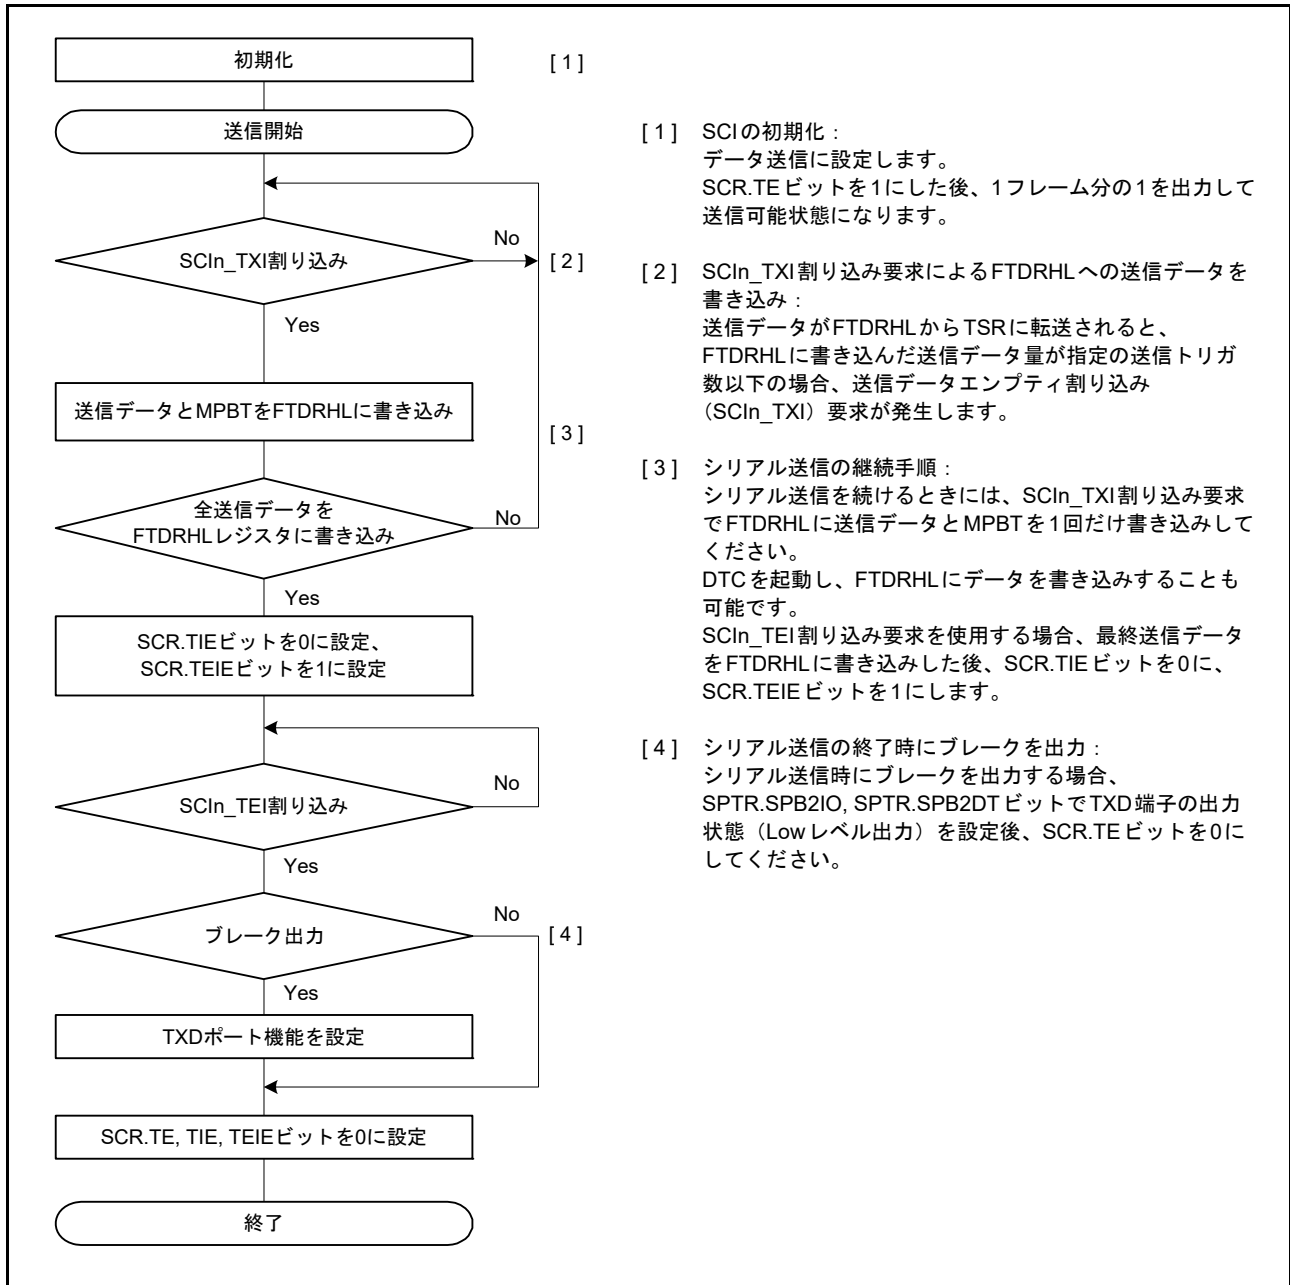 初期化
[ 1 ]
送信開始
SCIn_TXI割り込み
No
[ 2 ]
Yes
送信データとMPBTをFTDRHLに書き込み
[ 3 ]
全送信データを
FTDRHLレジスタに書き込み
No
Yes
SCR.TIEビットを0に設定、
SCR.TEIEビットを1に設定
SCIn_TEI割り込み
No
Yes
ブレーク出力
No
[ 4 ]
Yes
TXDポート機能を設定
SCR.TE, TIE, TEIEビットを0に設定
終了
[ 1 ] SCIの初期化：
データ送信に設定します。
SCR.TEビットを1にした後、1フレーム分の1を出力して
送信可能状態になります。
[ 2 ] SCIn_TXI割り込み要求によるFTDRHLへの送信データを
書き込み：
送信データがFTDRHLからTSRに転送されると、
FTDRHLに書き込んだ送信データ量が指定の送信トリガ
数以下の場合、送信データエンプティ割り込み
（SCIn_TXI）要求が発生します。
[ 3 ] シリアル送信の継続手順：
シリアル送信を続けるときには、SCIn_TXI割り込み要求
でFTDRHLに送信データとMPBTを1回だけ書き込みして
ください。
DTCを起動し、FTDRHLにデータを書き込みすることも
可能です。
SCIn_TEI割り込み要求を使用する場合、最終送信データ
をFTDRHLに書き込みした後、SCR.TIEビットを0に、
SCR.TEIEビットを1にします。
[ 4 ] シリアル送信の終了時にブレークを出力：
シリアル送信時にブレークを出力する場合、
SPTR.SPB2IO, SPTR.SPB2DTビットでTXD端子の出力
状態（Lowレベル出力）を設定後、SCR.TEビットを0に
してください。